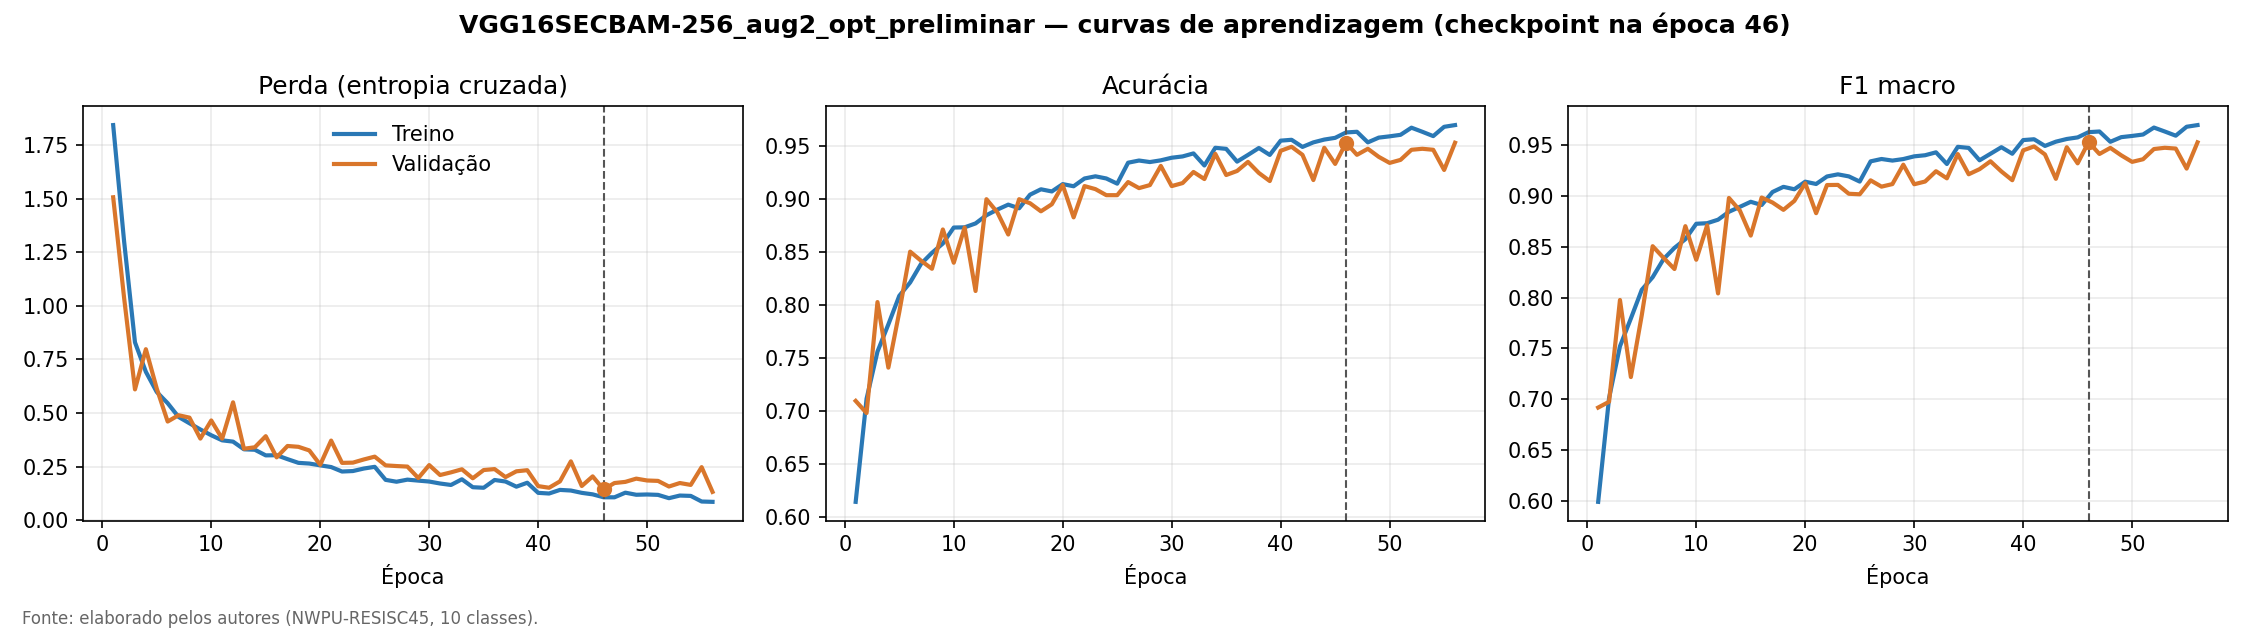 VGG16SECBAM-256_aug2_opt_preliminar — curvas de aprendizagem (checkpoint na época 46)
Perda (entropia cruzada)
Treino
Validação
1.75
1.50
1.25
1.00
0.75
0.50
0.25
0.00
0 10 20 30 40 50
Época
Acurácia
0.95
0.90
0.85
0.80
0.75
0.70
0.65
0.60
0 10 20 30 40 50
Época
F1 macro
0.95
0.90
0.85
0.80
0.75
0.70
0.65
0.60
0 10 20 30 40 50
Época
Fonte: elaborado pelos autores (NWPU-RESISC45, 10 classes).